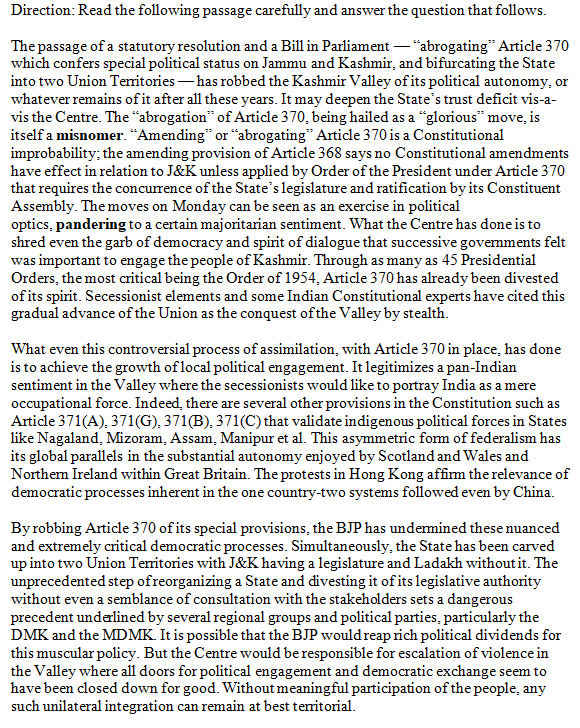 Direction: Read the following passage carefully and answer the question that follows.
The passage of a statutory resolution and a Bill in Parliament — “abrogating” Article 370
which confers special political status on Jammu and Kashmir, and bifurcating the State
into two Union Territories — has robbed the Kashmir Valley of its political autonomy, or
whatever remains of it after all these years. It may deepen the State’s trust deficit vis-a-
vis the Centre. The “abrogation” of Article 370, being hailed as a “glorious” move, is
itself a misnomer. “Amending” or “abrogating” Article 370 is a Constitutional
improbability; the amending provision of Article 368 says no Constitutional amendments
have effect in relation to J&K unless applied by Order of the President under Article 370
that requires the concurrence of the State’s legislature and ratification by its Constituent
Assembly. The moves on Monday can be seen as an exercise in political
optics, pandering to a certain majoritarian sentiment. What the Centre has done is to
shred even the garb of democracy and spirit of dialogue that successive governments felt
was important to engage the people of Kashmir. Through as many as 45 Presidential
Orders, the most critical being the Order of 1954, Article 370 has already been divested
of its spirit. Secessionist elements and some Indian Constitutional experts have cited this
gradual advance of the Union as the conquest of the Valley by stealth.
What even this controversial process of assimilation, with Article 370 in place, has done
is to achieve the growth of local political engagement. It legitimizes a pan-Indian
sentiment in the Valley where the secessionists would like to portray India as a mere
occupational force. Indeed, there are several other provisions in the Constitution such as
Article 371(A), 371(G), 371(B), 371(C) that validate indigenous political forces in States
like Nagaland, Mizoram, Assam, Manipur et al. This asymmetric form of federalism has
its global parallels in the substantial autonomy enjoyed by Scotland and Wales and
Northern Ireland within Great Britain. The protests in Hong Kong affirm the relevance of
democratic processes inherent in the one country-two systems followed even by China.
By robbing Article 370 of its special provisions, the BJP has undermined these nuanced
and extremely critical democratic processes. Simultaneously, the State has been carved
up into two Union Territories with J&K having a legislature and Ladakh without it. The
unprecedented step of reorganizing a State and divesting it of its legislative authority
without even a semblance of consultation with the stakeholders sets a dangerous
precedent underlined by several regional groups and political parties, particularly the
DMK and the MDMK. It is possible that the BJP would reap rich political dividends for
this muscular policy. But the Centre would be responsible for escalation of violence in
the Valley where all doors for political engagement and democratic exchange seem to
have been closed down for good. Without meaningful participation of the people, any
such unilateral integration can remain at best territorial.